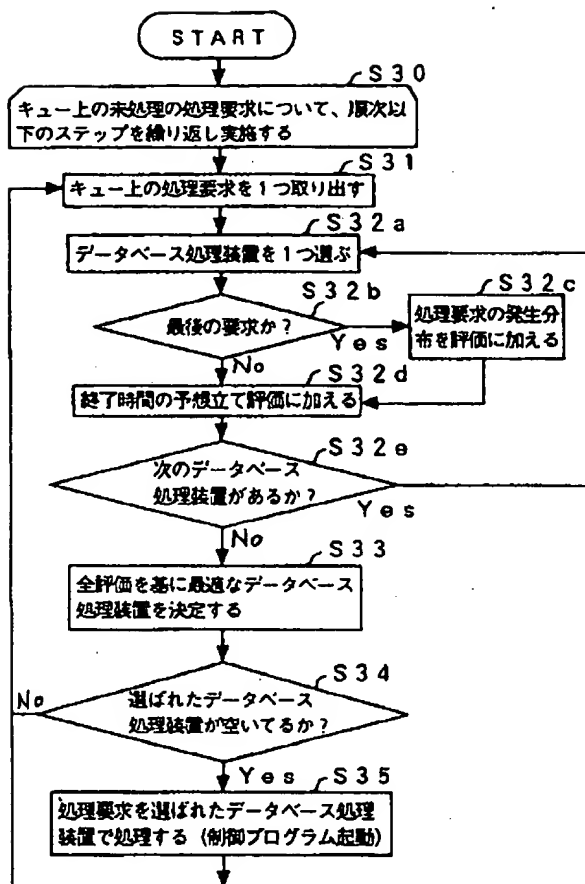 START
S30
キュー上の未処理の処理要求について、順次以
下のステップを繰り返し実施する
S31
キュー上の処理要求を1つ取り出す
S32a
データベース処理装置を1つ選ぶ
S32b
最後の要求か?
Yes
No
S32c
処理要求の発生分
布を評価に加える
S32d
終了時間の予想立て評価に加える
S32e
次のデータベース
処理装置があるか?
Yes
No
S33
全評価を基に最適なデータベース
処理装置を決定する
S34
選ばれたデータベース
処理装置が空いてるか?
No
Yes
S35
処理要求を選ばれたデータベース処理
装置で処理する(制御プログラム起動)